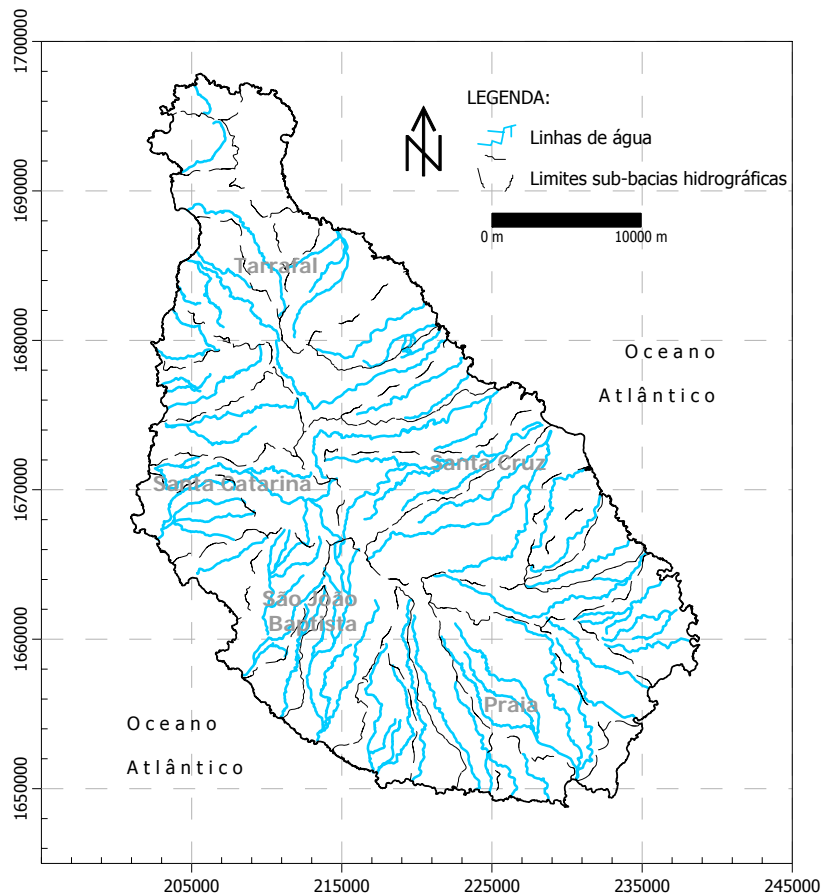 1700000
LEGENDA:
Linhas de água
Limites sub-bacias hidrográficas
1690000
0 m
10000 m
Tarrafal
1680000
Oceano
Atlântico
Santa Cruz
Santa Catarina
1670000
São João
Baptista
1660000
Praia
Oceano
Atlântico
1650000
205000
215000
225000
235000
245000